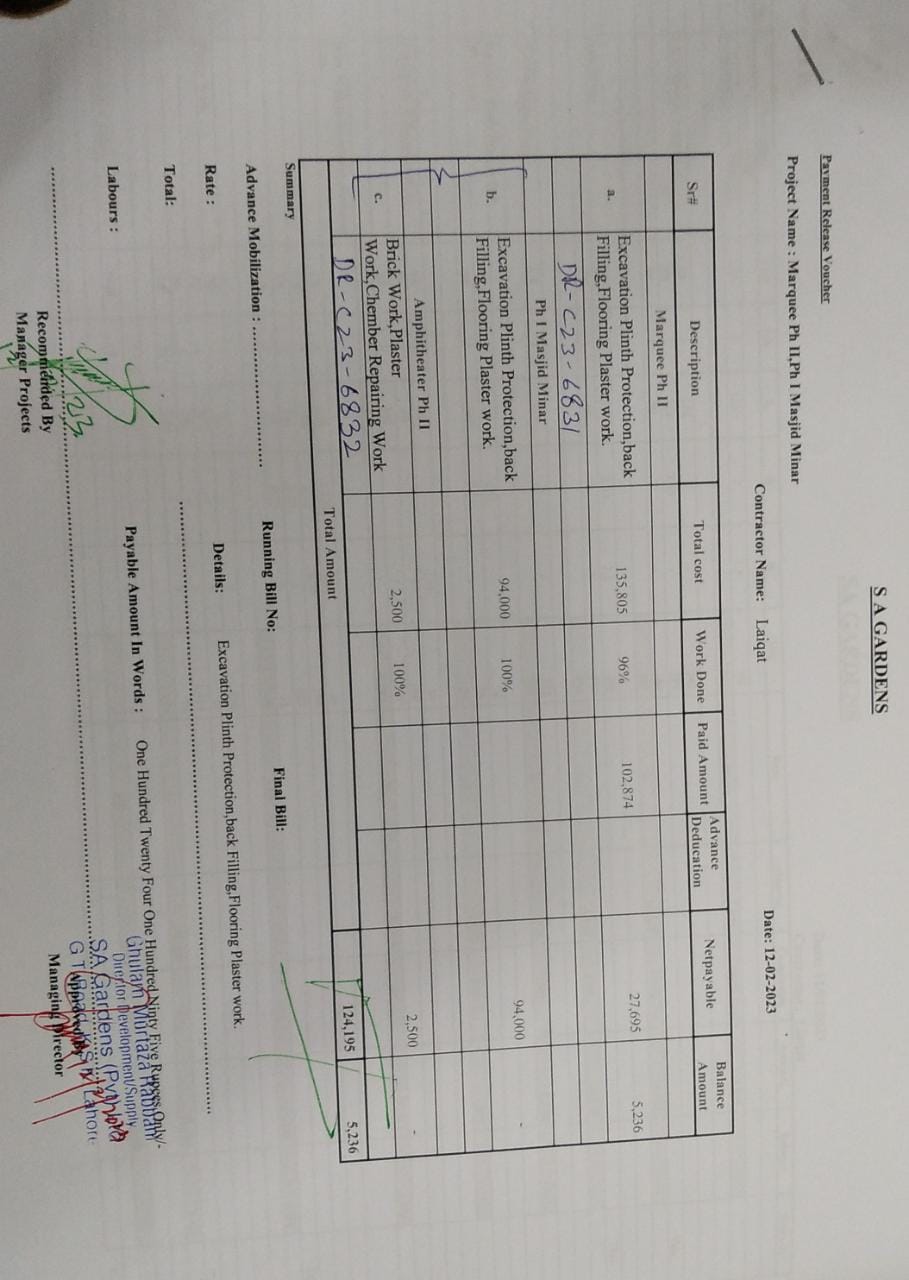 S A GARDENS
Payment Release Voucher
Project Name : Marquee Ph II,Ph I Masjid Minar
Contractor Name: Laiqat
Date: 12-02-2023
Sr# Description Total cost Work Done Paid Amount Advance Deducation Netpayable Balance Amount
Marquee Ph II
a. Excavation Plinth Protection,back Filling,Flooring Plaster work. 135,805 96% 102,874 27,695 5,236
DR-C23-6831
Ph I Masjid Minar
b. Excavation Plinth Protection,back Filling,Flooring Plaster work. 94,000 100% 94,000 -
Amphitheater Ph II
c. Brick Work,Plaster Work,Chember Repairing Work 2,500 100% 2,500 -
DR-C23-6832
Total Amount 124,195 5,236
Summary
Advance Mobilization : ........................ Running Bill No: Final Bill:
Rate : Details: Excavation Plinth Protection,back Filling,Flooring Plaster work.
Total:
Labours : Payable Amount In Words : One Hundred Twenty Four One Hundred Ninty Five Rupees Only/-
Ghulam Murtaza Rabbani
Director Development/Supply
SA Gardens (Pvt)
Lahore
Recommended By
Manager Projects
Approved By
Managing Director